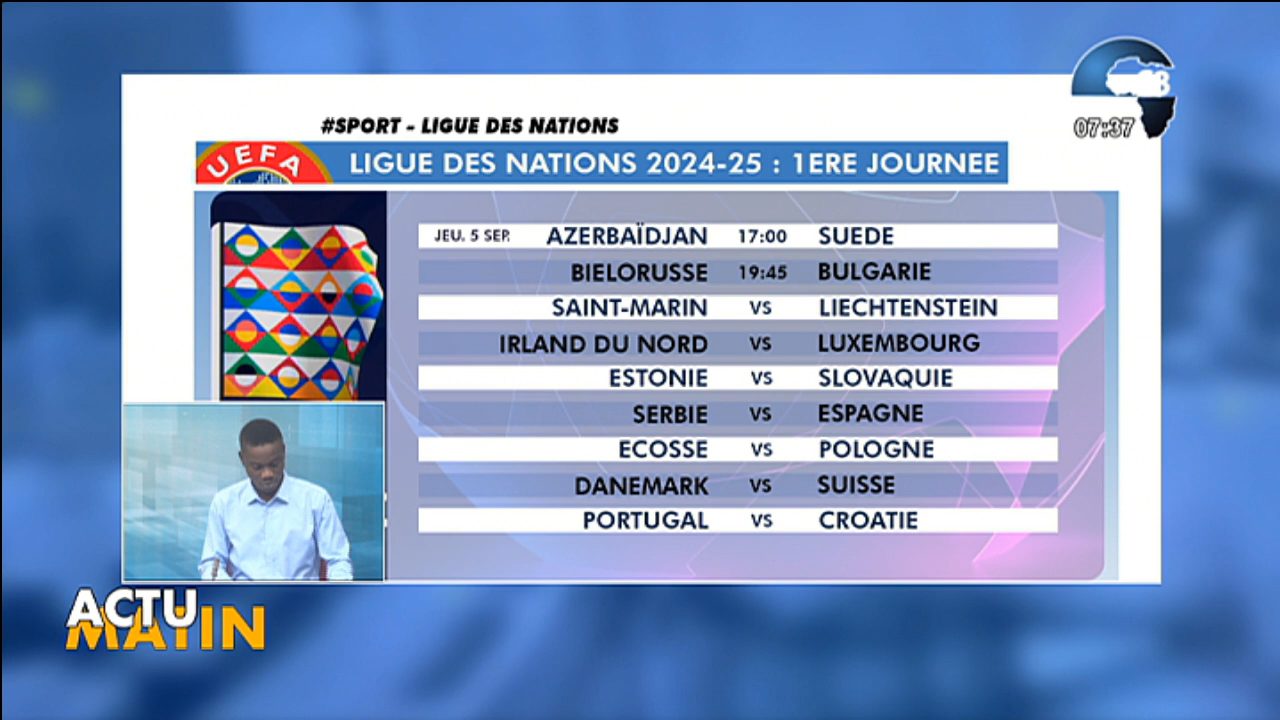 07:37
#SPORT - LIGUE DES NATIONS
UEFA
LIGUE DES NATIONS 2024-25 : 1ERE JOURNEE
JEU. 5 SEP. AZERBAÏDJAN 17:00 SUEDE
BIELORUSSE 19:45 BULGARIE
SAINT-MARIN VS LIECHTENSTEIN
IRLAND DU NORD VS LUXEMBOURG
ESTONIE VS SLOVAQUIE
SERBIE VS ESPAGNE
ECOSSE VS POLOGNE
DANEMARK VS SUISSE
PORTUGAL VS CROATIE
ACTU
MATIN